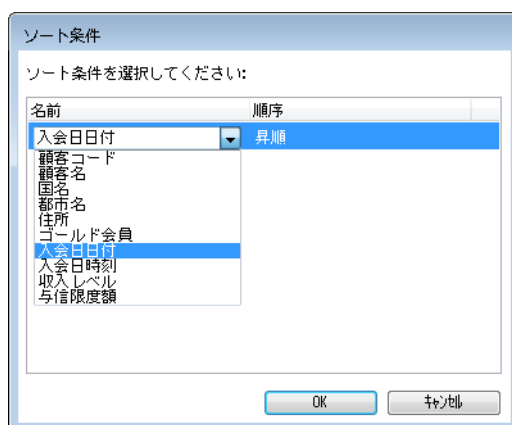 ソート条件
ソート条件を選択してください:
名前 順序
入会日日付 昇順
顧客コード
顧客名
国名
都市名
住所
ゴールド会員
入会日日付
入会日時刻
収入レベル
与信限度額
OK キャンセル